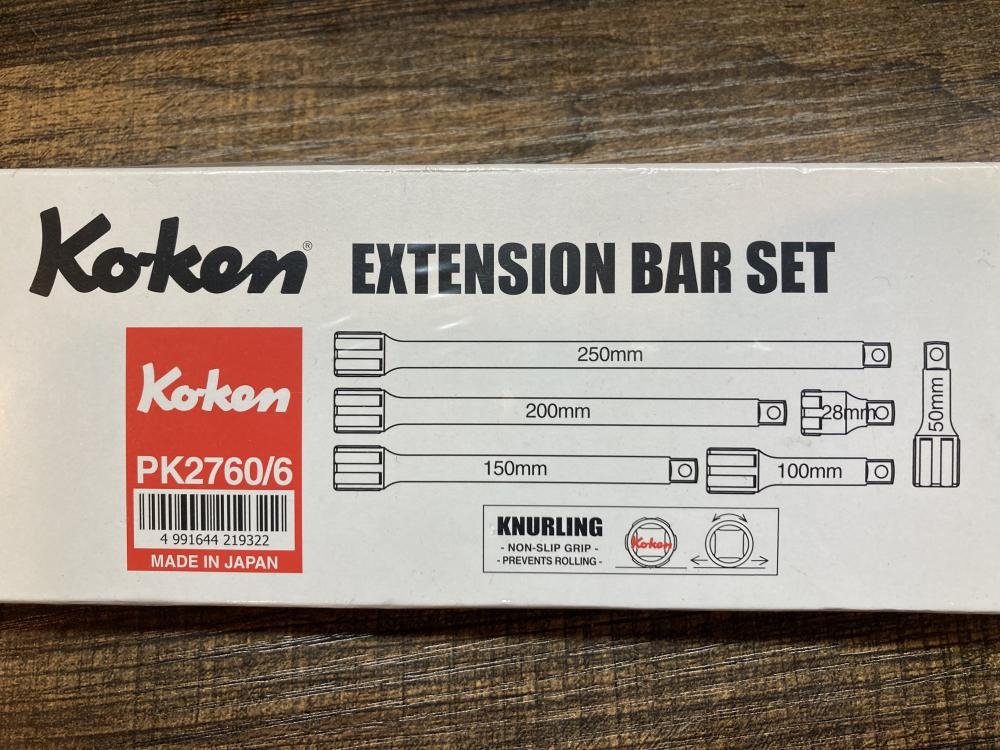 Ko-ken®
EXTENSION BAR SET
Ko-ken
PK2760/6
4 991644 219322
MADE IN JAPAN
250mm
200mm
28mm
50mm
150mm
100mm
KNURLING
- NON-SLIP GRIP -
- PREVENTS ROLLING -
Ko-ken